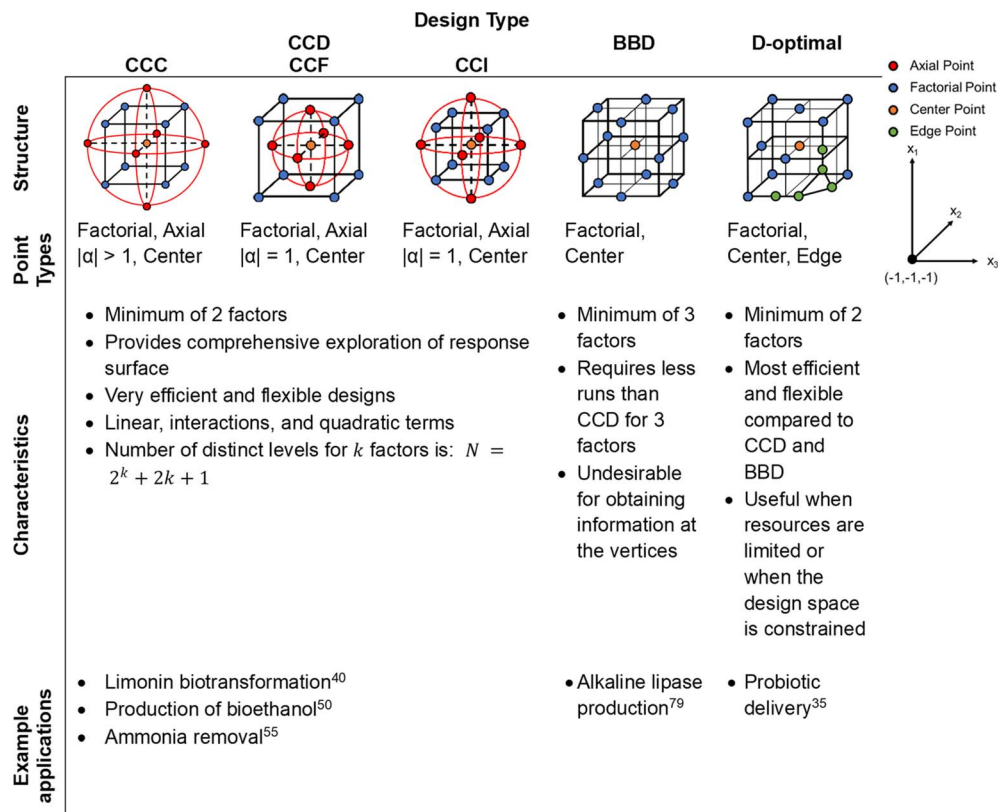 Design Type
CCD
CCC CCF CCI BBD D-optimal
Axial Point
Factorial Point
Center Point
Edge Point
Structure
x₁
x₂
x₃
(-1,-1,-1)
Point Types
Factorial, Axial
|α| > 1, Center
Factorial, Axial
|α| = 1, Center
Factorial, Axial
|α| = 1, Center
Factorial,
Center
Factorial,
Center, Edge
Characteristics
• Minimum of 2 factors
• Provides comprehensive exploration of response
surface
• Very efficient and flexible designs
• Linear, interactions, and quadratic terms
• Number of distinct levels for k factors is: N =
2ᵏ + 2k + 1
• Minimum of 3
factors
• Requires less
runs than
CCD for 3
factors
• Undesirable
for obtaining
information at
the vertices
• Minimum of 2
factors
• Most efficient
and flexible
compared to
CCD and
BBD
• Useful when
resources are
limited or
when the
design space
is constrained
Example
applications
• Limonin biotransformation⁴⁰
• Production of bioethanol⁵⁰
• Ammonia removal⁵⁵
• Alkaline lipase
production⁷⁹
• Probiotic
delivery³⁵